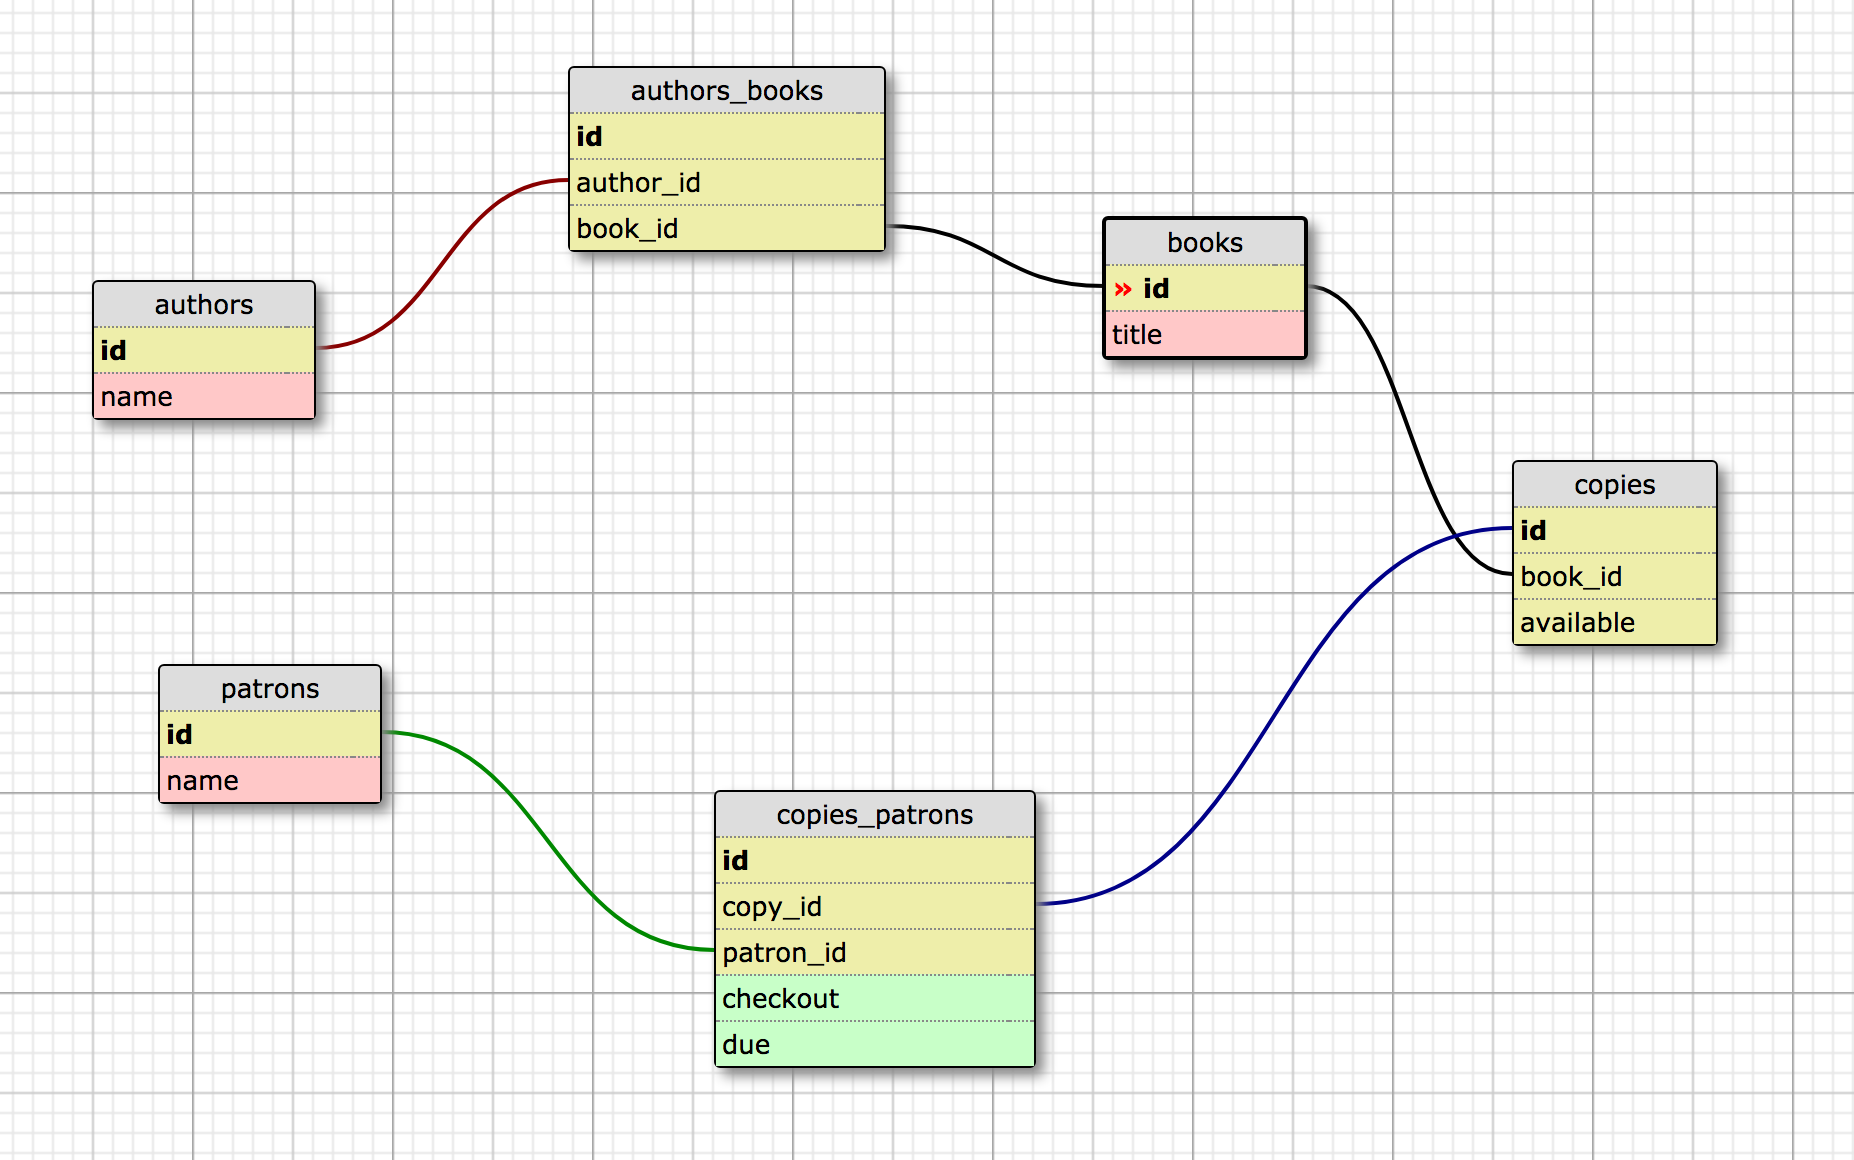 authors_books
id
author_id
book_id
books
» id
title
authors
id
name
copies
id
book_id
available
patrons
id
name
copies_patrons
id
copy_id
patron_id
checkout
due